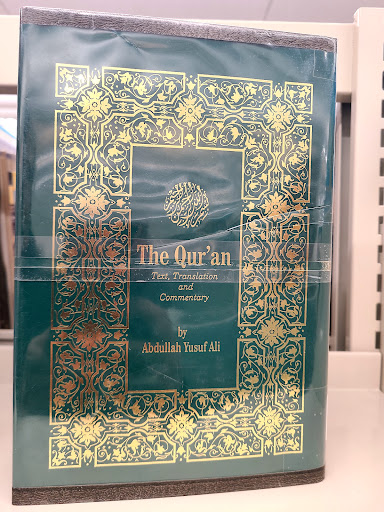 The Qur'an
Text, Translation
and
Commentary
by
Abdullah Yusuf Ali